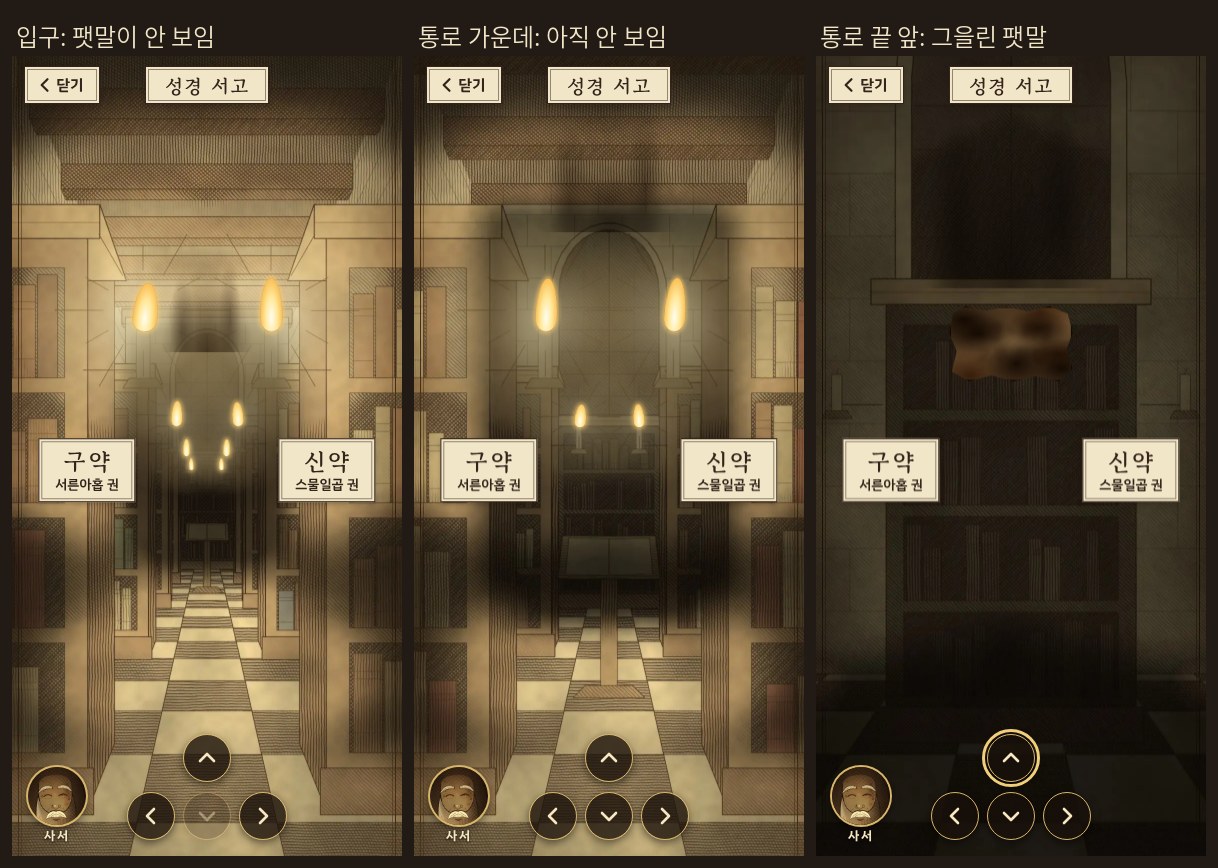 입구: 팻말이 안 보임
통로 가운데: 아직 안 보임
통로 끝 앞: 그을린 팻말
닫기
성경 서고
닫기
성경 서고
닫기
성경 서고
구약
서른아홉 권
신약
스물일곱 권
구약
서른아홉 권
신약
스물일곱 권
구약
서른아홉 권
신약
스물일곱 권
사서
사서
사서